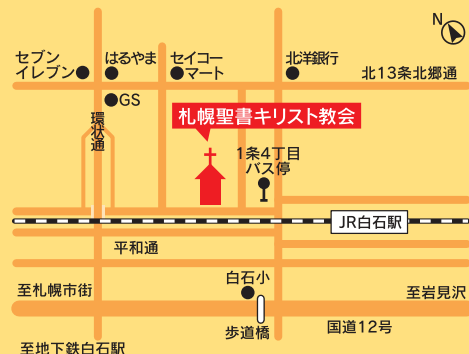 N
セブン
イレブン
はるやま
セイコー
マート
北洋銀行
北13条北郷通
GS
環状通
札幌聖書キリスト教会
1条4丁目
バス停
JR白石駅
平和通
白石小
至札幌市街
至岩見沢
歩道橋
国道12号
至地下鉄白石駅